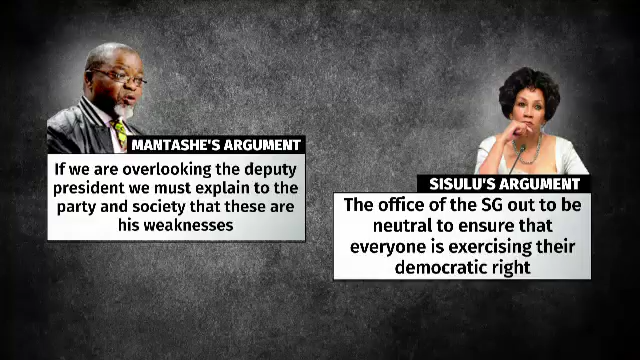 MANTASHE'S ARGUMENT
If we are overlooking the deputy
president we must explain to the
party and society that these are
his weaknesses
SISULU'S ARGUMENT
The office of the SG out to be
neutral to ensure that
everyone is exercising their
democratic right